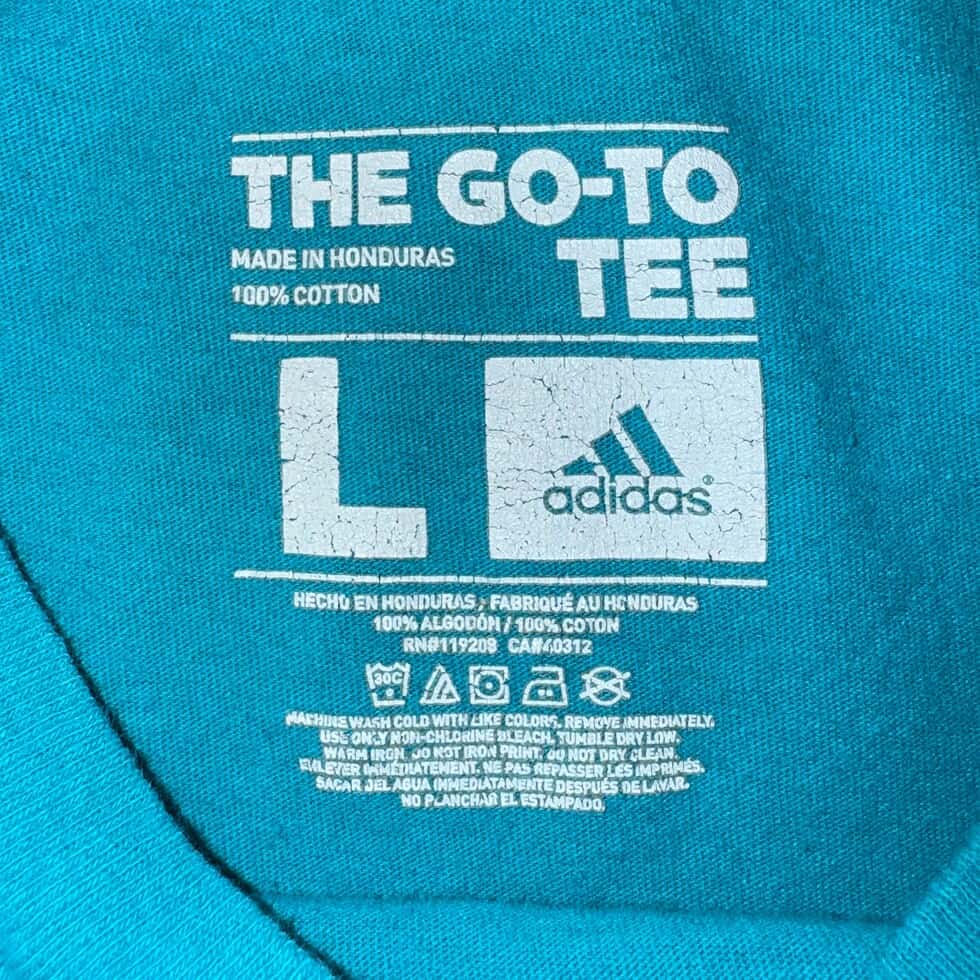 THE GO-TO
TEE
MADE IN HONDURAS
100% COTTON
L
adidas®
HECHO EN HONDURAS / FABRIQUÉ AU HONDURAS
100% ALGODÓN / 100% COTON
RN#119208 CA#40312
30C
MACHINE WASH COLD WITH LIKE COLORS. REMOVE IMMEDIATELY.
USE ONLY NON-CHLORINE BLEACH. TUMBLE DRY LOW.
WARM IRON. DO NOT IRON PRINT. DO NOT DRY CLEAN.
ENLEVER IMMÉTIATEMENT. NE PAS REPASSER LES IMPRIMÉS.
SACAR DEL AGUA INMEDIATAMENTE DESPUÉS DE LAVAR.
NO PLANCHAR EL ESTAMPADO.